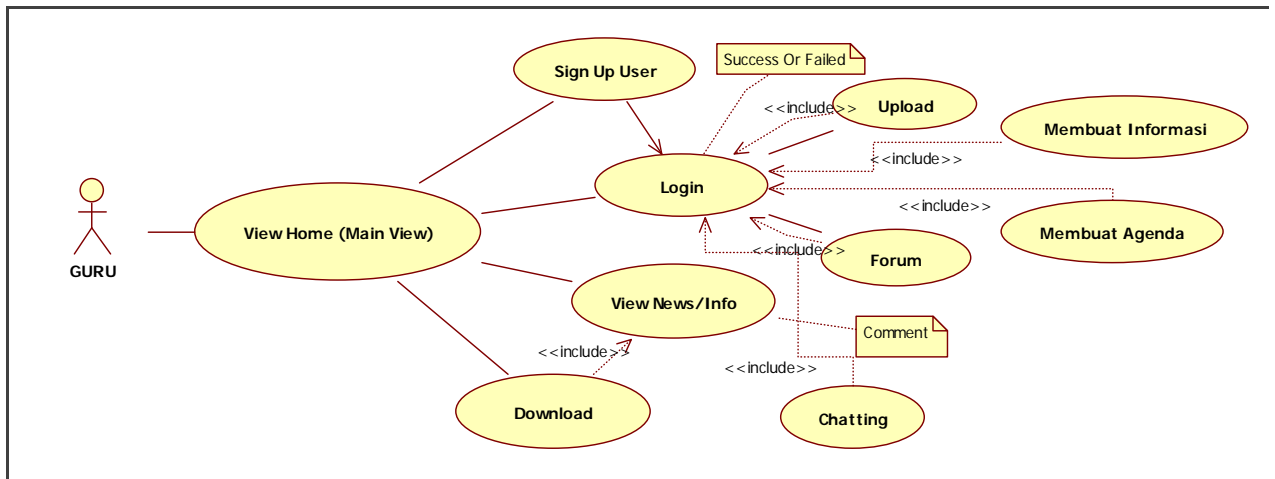 Sign Up User
Success Or Failed
<<include>>
Upload
Membuat Informasi
<<include>>
Login
<<include>>
View Home (Main View)
Membuat Agenda
GURU
<<include>>
Forum
View News/Info
Comment
<<include>>
<<include>>
Download
Chatting